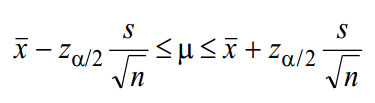 x̄ − z_{α/2} s/√n ≤ μ ≤ x̄ + z_{α/2} s/√n